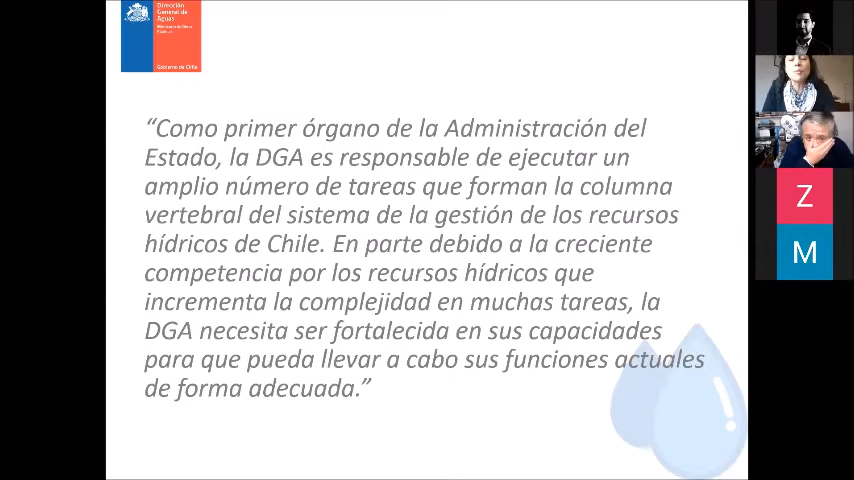 Dirección
General de
Aguas
Gobierno de Chile
“Como primer órgano de la Administración del
Estado, la DGA es responsable de ejecutar un
amplio número de tareas que forman la columna
vertebral del sistema de la gestión de los recursos
hídricos de Chile. En parte debido a la creciente
competencia por los recursos hídricos que
incrementa la complejidad en muchas tareas, la
DGA necesita ser fortalecida en sus capacidades
para que pueda llevar a cabo sus funciones actuales
de forma adecuada.”
Z
M